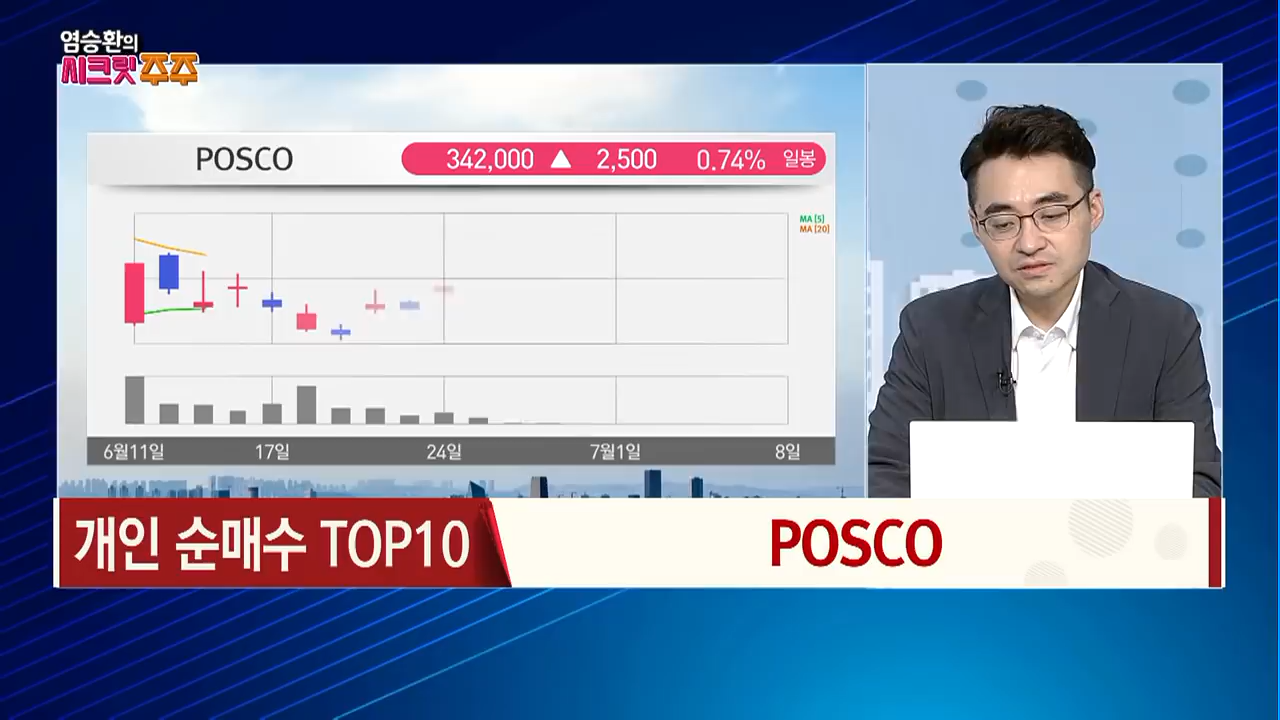 염승환의
시크릿 주주
POSCO
342,000 ▲ 2,500 0.74% 일봉
MA [5]
MA [20]
6월11일 17일 24일 7월1일 8일
개인 순매수 TOP10
POSCO